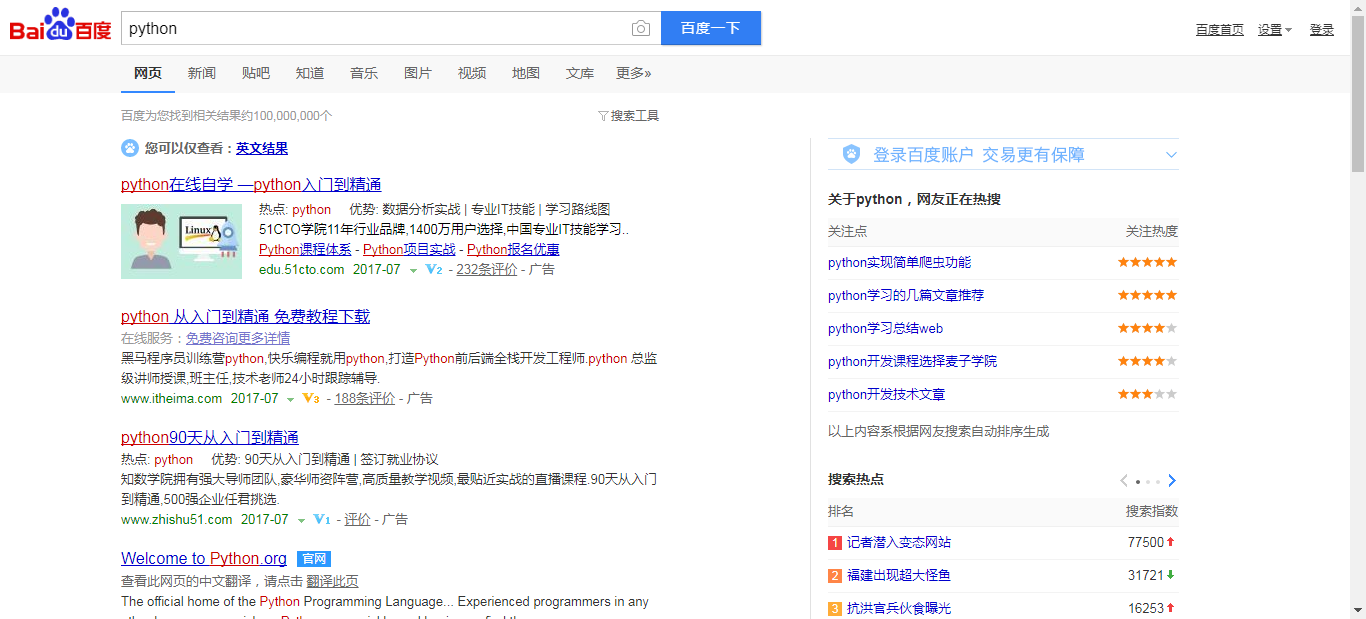 Bai du 百度
python
百度一下
百度首页 设置 登录
网页 新闻 贴吧 知道 音乐 图片 视频 地图 文库 更多»
百度为您找到相关结果约100,000,000个
搜索工具
您可以仅查看：英文结果
python在线自学 —python入门到精通
Linux
热点: python 优势: 数据分析实战 | 专业IT技能 | 学习路线图
51CTO学院11年行业品牌,1400万用户选择,中国专业IT技能学习..
Python课程体系 - Python项目实战 - Python报名优惠
edu.51cto.com 2017-07 V2 - 232条评价 - 广告
python 从入门到精通 免费教程下载
在线服务：免费咨询更多详情
黑马程序员训练营python,快乐编程就用python,打造Python前后端全栈开发工程师.python 总监
级讲师授课,班主任,技术老师24小时跟踪辅导.
www.itheima.com 2017-07 V3 - 188条评价 - 广告
python90天从入门到精通
热点: python 优势: 90天从入门到精通 | 签订就业协议
知数学院拥有强大导师团队,豪华师资阵营,高质量教学视频,最贴近实战的直播课程.90天从入门
到精通,500强企业任君挑选.
www.zhishu51.com 2017-07 V1 - 评价 - 广告
Welcome to Python.org 官网
查看此网页的中文翻译，请点击 翻译此页
The official home of the Python Programming Language... Experienced programmers in any
登录百度账户 交易更有保障
关于python，网友正在热搜
关注点 关注热度
python实现简单爬虫功能
python学习的几篇文章推荐
python学习总结web
python开发课程选择麦子学院
python开发技术文章
以上内容系根据网友搜索自动排序生成
搜索热点
排名 搜索指数
1 记者潜入变态网站 77500
2 福建出现超大怪鱼 31721
3 抗洪官兵伙食曝光 16253